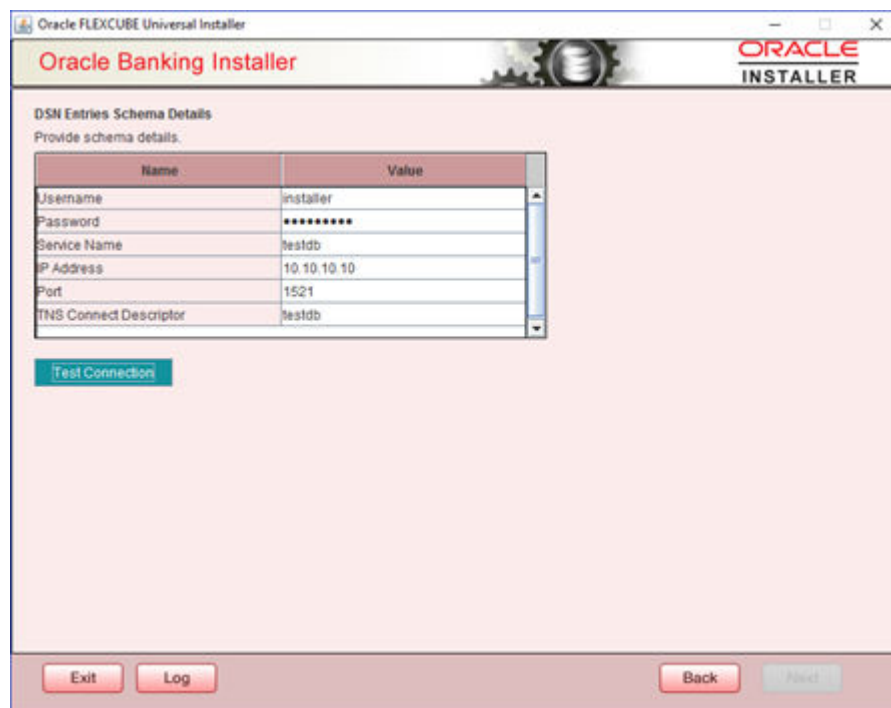 Oracle FLEXCUBE Universal Installer
Oracle Banking Installer
ORACLE
INSTALLER
DSN Entries Schema Details
Provide schema details.
Name Value
Username installer
Password •••••••••
Service Name testdb
IP Address 10.10.10.10
Port 1521
TNS Connect Descriptor testdb
Test Connection
Exit Log Back Next